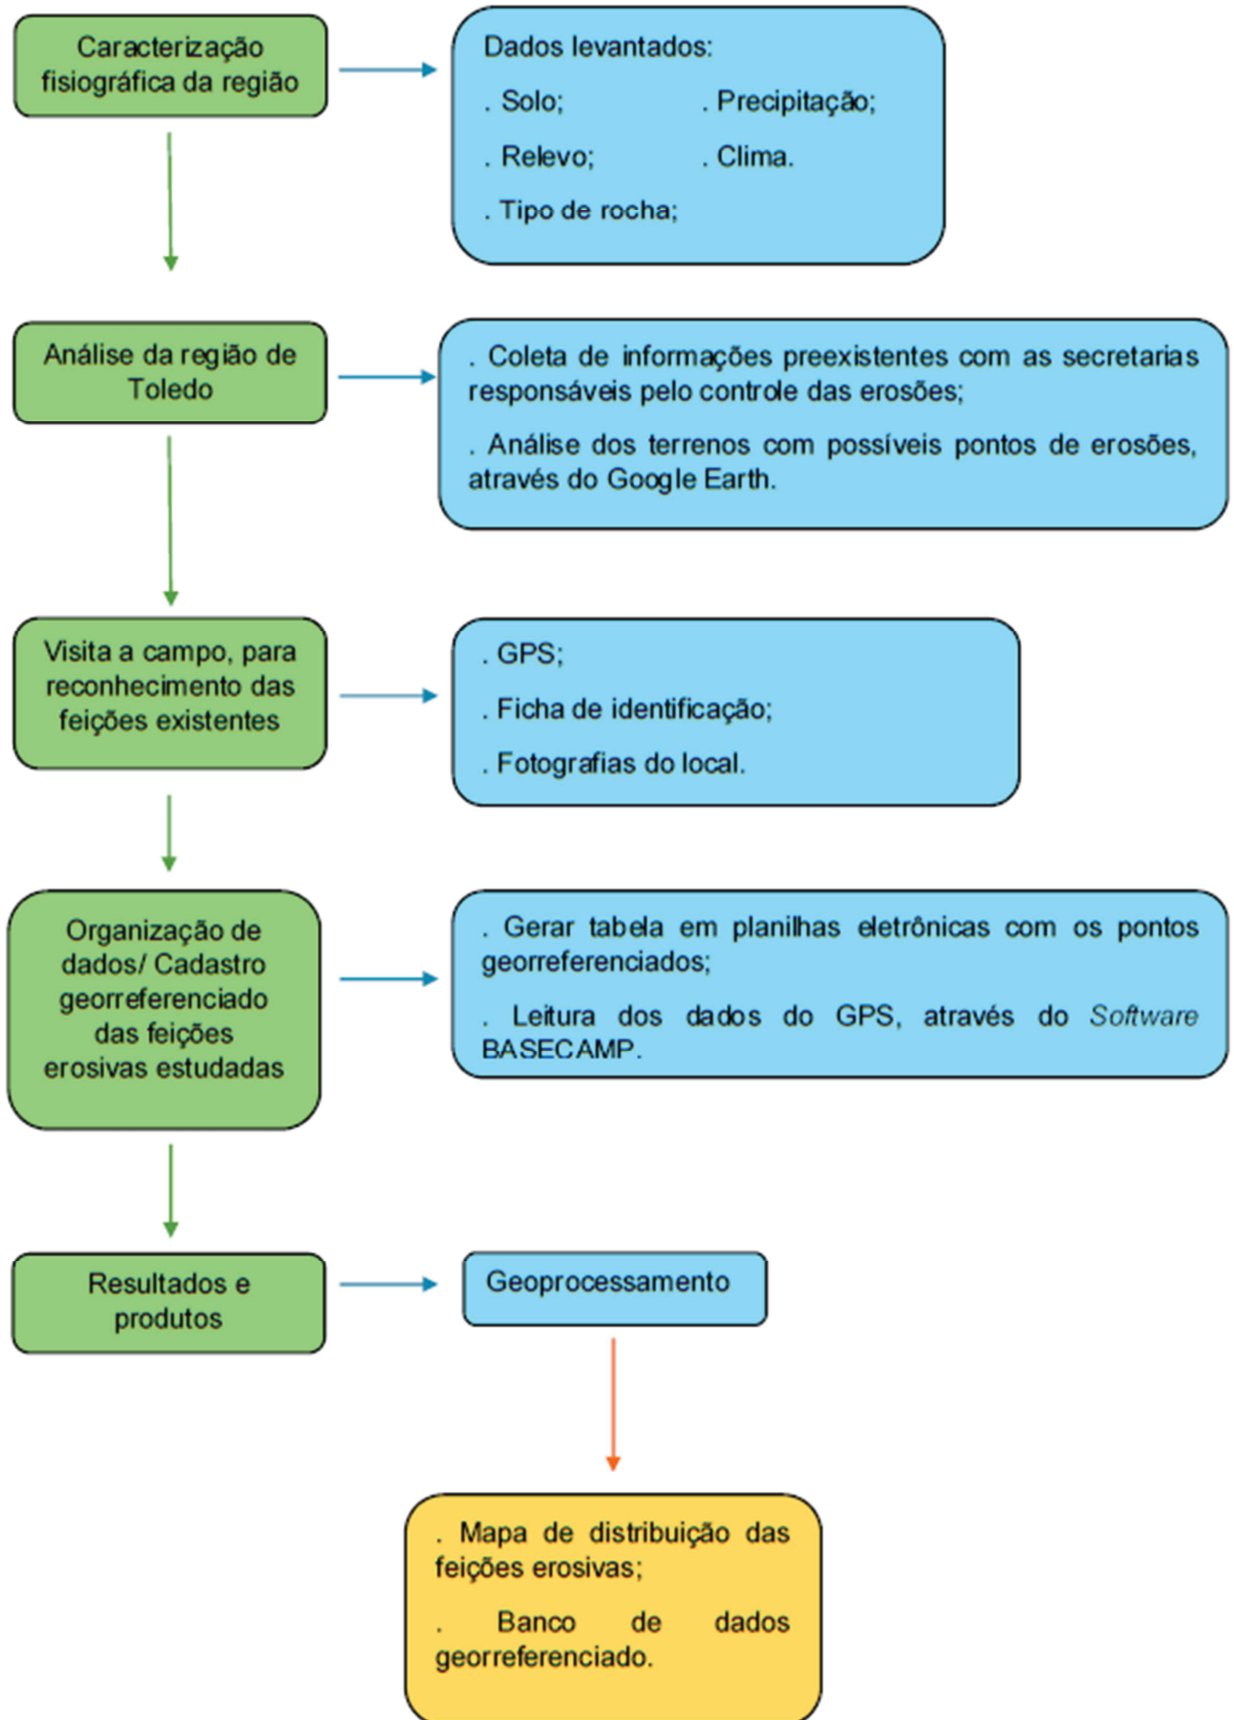 Caracterização
fisiográfica da região
Dados levantados:
. Solo; . Precipitação;
. Relevo; . Clima.
. Tipo de rocha;
Análise da região de
Toledo
. Coleta de informações preexistentes com as secretarias
responsáveis pelo controle das erosões;
. Análise dos terrenos com possíveis pontos de erosões,
através do Google Earth.
Visita a campo, para
reconhecimento das
feições existentes
. GPS;
. Ficha de identificação;
. Fotografias do local.
Organização de
dados/ Cadastro
georreferenciado
das feições
erosivas estudadas
. Gerar tabela em planilhas eletrônicas com os pontos
georreferenciados;
. Leitura dos dados do GPS, através do Software
BASECAMP.
Resultados e
produtos
Geoprocessamento
. Mapa de distribuição das
feições erosivas;
. Banco de dados
georreferenciado.